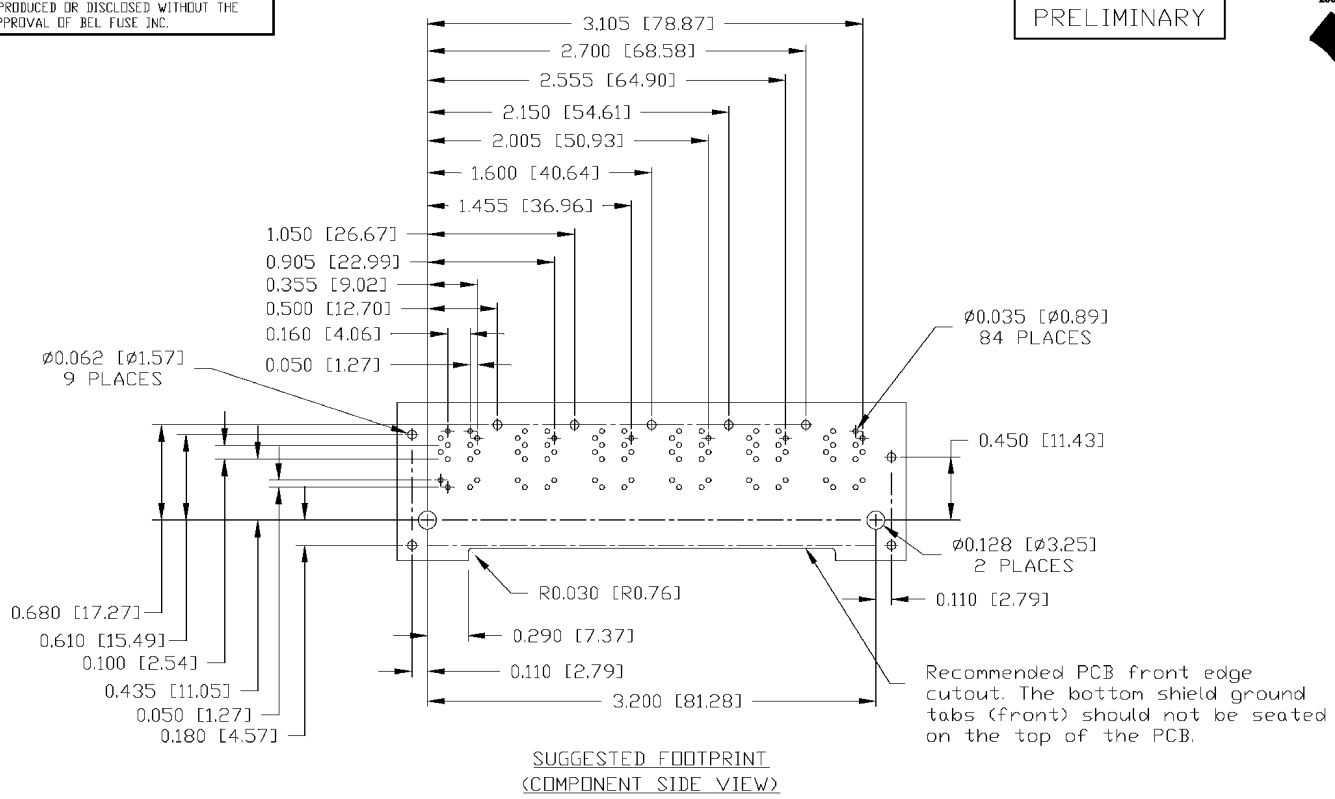 PRODUCED OR DISCLOSED WITHOUT THE
PPROVAL OF BEL FUSE INC.
PRELIMINARY
3.105 [78.87]
2.700 [68.58]
2.555 [64.90]
2.150 [54.61]
2.005 [50.93]
1.600 [40.64]
1.455 [36.96]
1.050 [26.67]
0.905 [22.99]
0.355 [9.02]
0.500 [12.70]
0.160 [4.06]
0.050 [1.27]
Ø0.062 [Ø1.57]
9 PLACES
Ø0.035 [Ø0.89]
84 PLACES
0.450 [11.43]
Ø0.128 [Ø3.25]
2 PLACES
0.110 [2.79]
R0.030 [R0.76]
0.290 [7.37]
0.110 [2.79]
3.200 [81.28]
0.680 [17.27]
0.610 [15.49]
0.100 [2.54]
0.435 [11.05]
0.050 [1.27]
0.180 [4.57]
Recommended PCB front edge
cutout. The bottom shield ground
tabs (front) should not be seated
on the top of the PCB.
SUGGESTED FOOTPRINT
(COMPONENT SIDE VIEW)